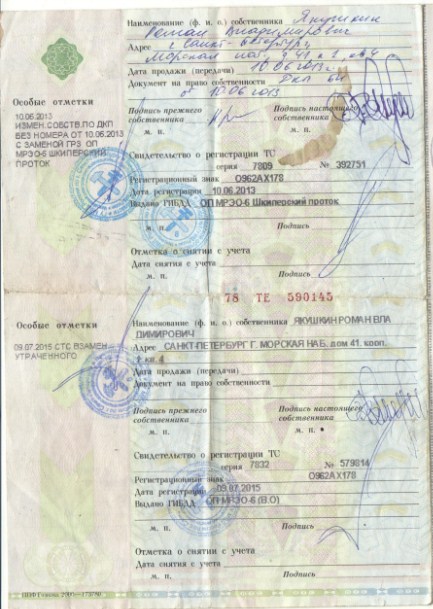 Наименование (ф. и. о.) собственника Якушкин
Роман Владимирович
Адрес г. Санкт-Петербург,
Морская наб. д. 41 к. 1 кв. 4
Дата продажи (передачи) 10.06.2013г.
Документ на право собственности ДКП
от 10.06.2013
Особые отметки
10.06.2013
ИЗМЕН.СОБСТВ.ПО ДКП
БЕЗ НОМЕРА ОТ 10.06.2013
С ЗАМЕНОЙ ГРЗ ОП
МРЭО-6 ШКИПЕРСКИЙ
ПРОТОК
Подпись прежнего собственника
Подпись настоящего собственника
м. п.
м. п.
Свидетельство о регистрации ТС
серия 7809 № 392751
Регистрационный знак О962АХ178
Дата регистрации 10.06.2013
Выдано ГИБДД ОП МРЭО-6 Шкиперский проток
м. п. Подпись
Отметка о снятии с учета
Дата снятия с учета
м. п. Подпись
78 ТЕ 590145
Особые отметки
09.07.2015 СТС ВЗАМЕН
УТРАЧЕННОГО
Наименование (ф. и. о.) собственника ЯКУШКИН РОМАН ВЛА
ДИМИРОВИЧ
Адрес САНКТ-ПЕТЕРБУРГ Г. МОРСКАЯ НАБ. дом 41. корп.
1 кв. 4
Дата продажи (передачи)
Документ на право собственности
Подпись прежнего собственника
Подпись настоящего собственника
м. п.
м. п.
Свидетельство о регистрации ТС
серия 7832 № 579814
Регистрационный знак О962АХ178
Дата регистрации 09.07.2015
Выдано ГИБДД ОП МРЭО-6 (В.О)
м. п. Подпись
Отметка о снятии с учета
Дата снятия с учета
м. п. Подпись